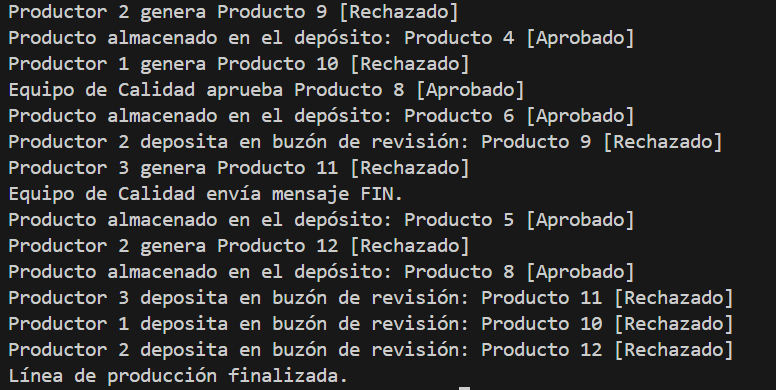 Productor 2 genera Producto 9 [Rechazado]
Producto almacenado en el depósito: Producto 4 [Aprobado]
Productor 1 genera Producto 10 [Rechazado]
Equipo de Calidad aprueba Producto 8 [Aprobado]
Producto almacenado en el depósito: Producto 6 [Aprobado]
Productor 2 deposita en buzón de revisión: Producto 9 [Rechazado]
Productor 3 genera Producto 11 [Rechazado]
Equipo de Calidad envía mensaje FIN.
Producto almacenado en el depósito: Producto 5 [Aprobado]
Productor 2 genera Producto 12 [Rechazado]
Producto almacenado en el depósito: Producto 8 [Aprobado]
Productor 3 deposita en buzón de revisión: Producto 11 [Rechazado]
Productor 1 deposita en buzón de revisión: Producto 10 [Rechazado]
Productor 2 deposita en buzón de revisión: Producto 12 [Rechazado]
Línea de producción finalizada.